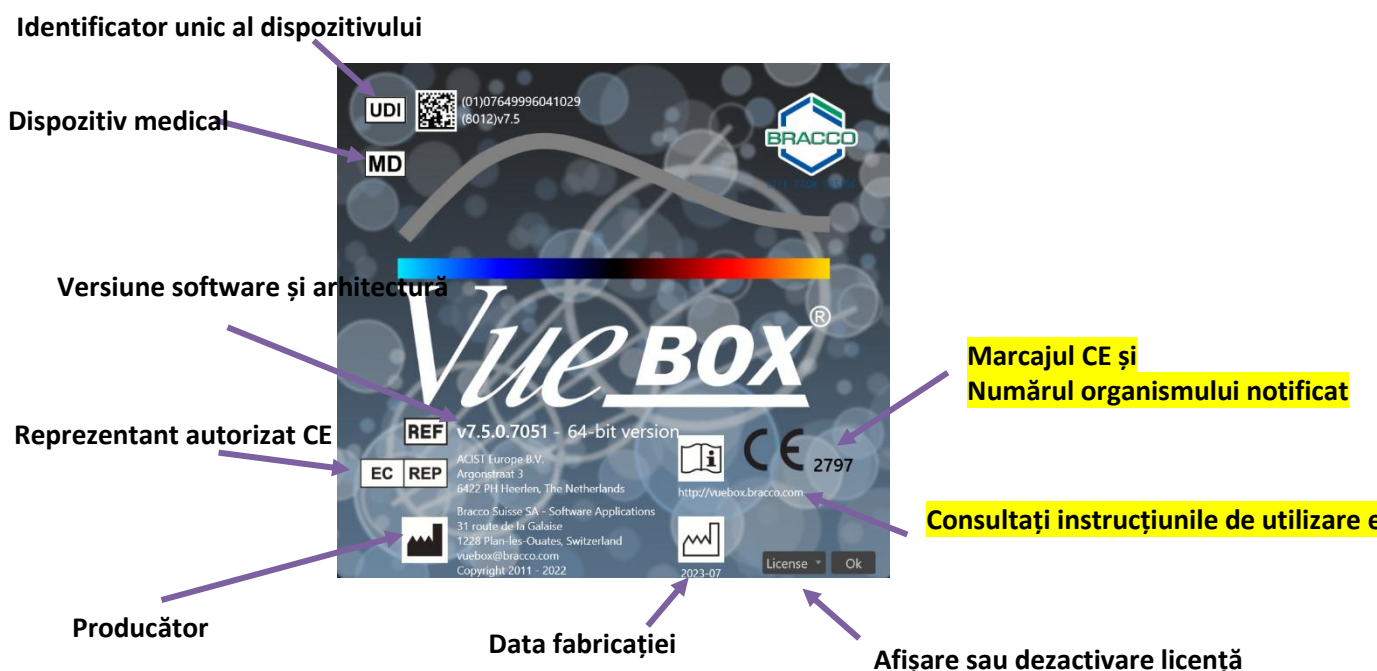 Identificator unic al dispozitivului
UDI
(01)07649996041029
(8012)v7.5
BRACCO
Dispozitiv medical
MD
Versiune software și arhitectură
VueBOX®
Marcajul CE și
Numărul organismului notificat
REF
v7.5.0.7051 - 64-bit version
Reprezentant autorizat CE
EC REP
ACIST Europe B.V.
Argonstraat 3
6422 PH Heerlen, The Netherlands
i
CE 2797
http://vuebox.bracco.com
Consultați instrucțiunile de utilizare e
Bracco Suisse SA - Software Applications
31 route de la Galaise
1228 Plan-les-Ouates, Switzerland
vuebox@bracco.com
Copyright 2011 - 2022
2023-07
License
Ok
Producător
Data fabricației
Afișare sau dezactivare licență